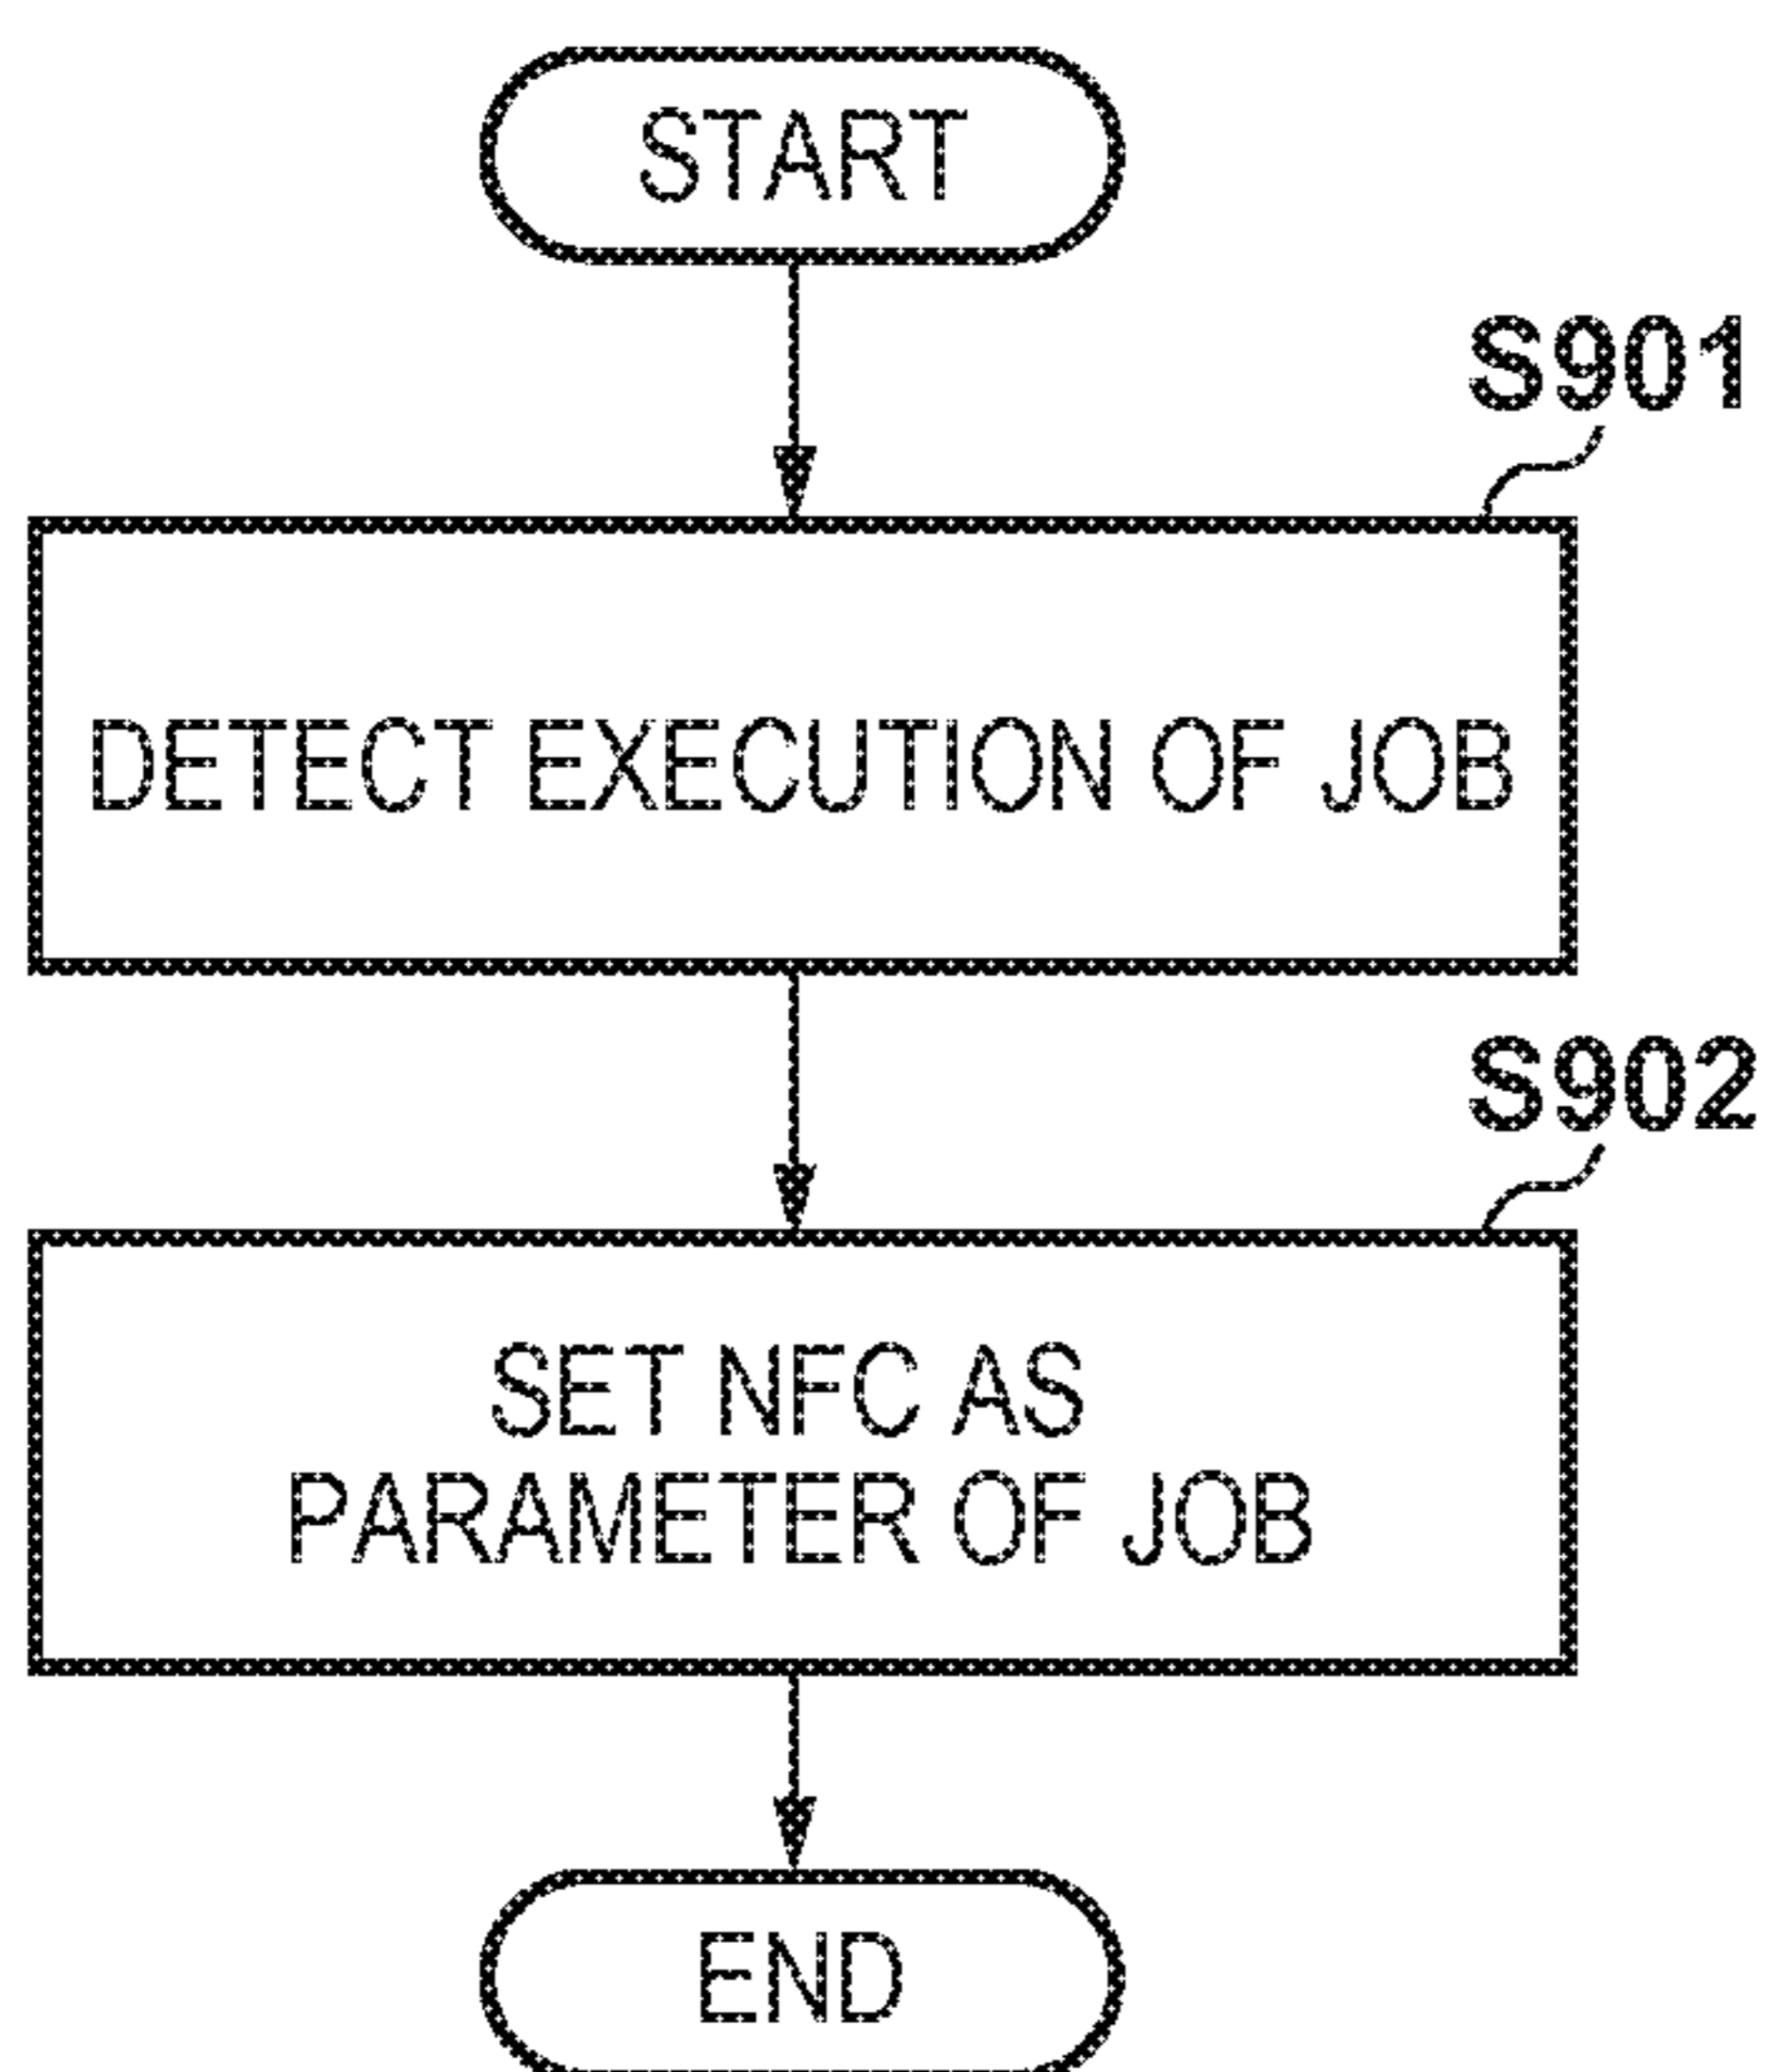 START
S901
DETECT EXECUTION OF JOB
S902
SET NFC AS
PARAMETER OF JOB
END